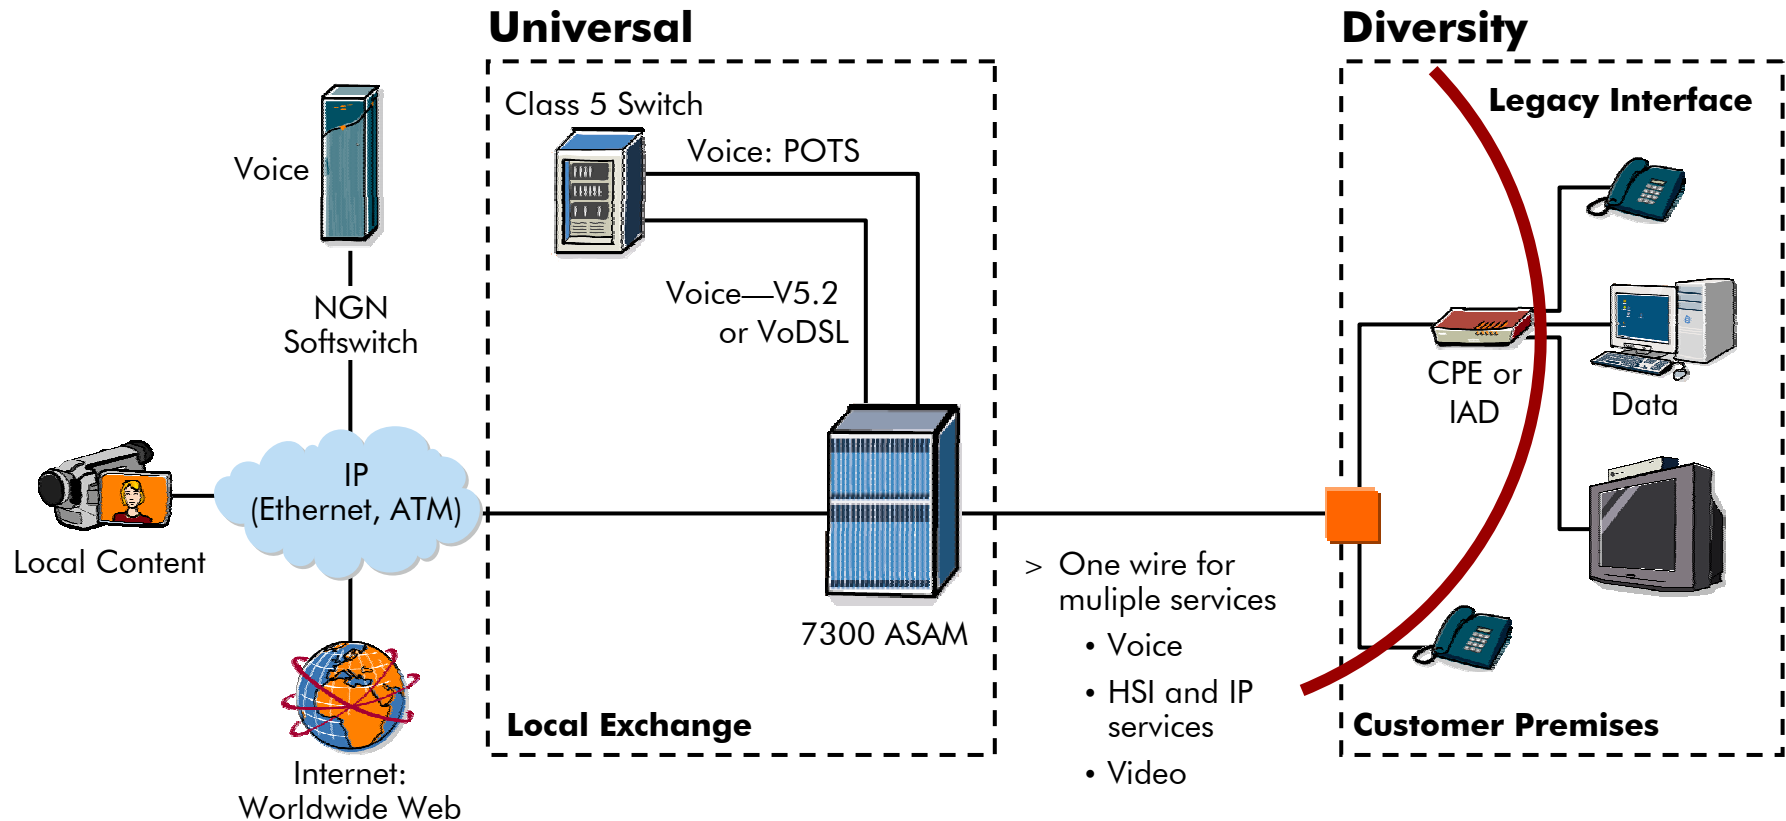 Universal
Diversity
Class 5 Switch
Voice: POTS
Legacy Interface
Voice
Voice—V5.2
or VoDSL
NGN
Softswitch
CPE or
IAD
Data
IP
(Ethernet, ATM)
Local Content
> One wire for
muliple services
• Voice
• HSI and IP
services
• Video
7300 ASAM
Local Exchange
Customer Premises
Internet:
Worldwide Web